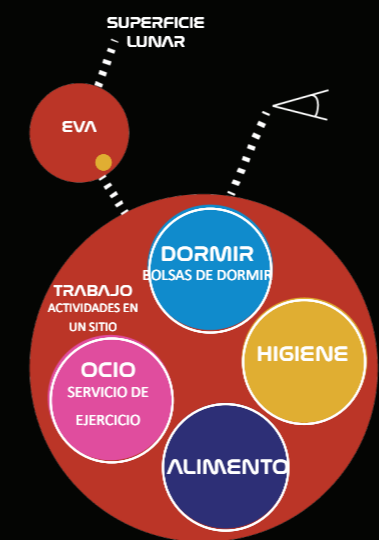 SUPERFICIE
LUNAR
EVA
DORMIR
BOLSAS DE DORMIR
TRABAJO
ACTIVIDADES EN
UN SITIO
HIGIENE
OCIO
SERVICIO DE
EJERCICIO
ALIMENTO